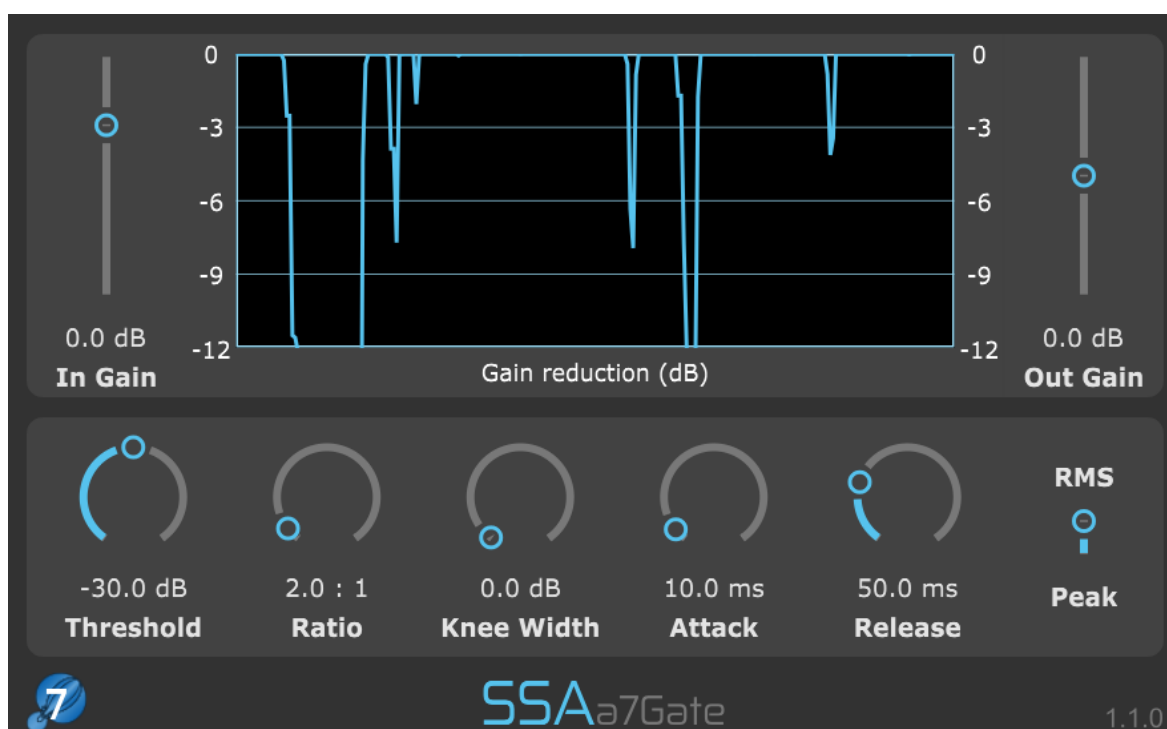 0 0
-3 -3
-6 -6
-9 -9
-12 -12
0.0 dB 0.0 dB
In Gain Gain reduction (dB) Out Gain
RMS
-30.0 dB 2.0 : 1 0.0 dB 10.0 ms 50.0 ms Peak
Threshold Ratio Knee Width Attack Release
7 SSAa7Gate 1.1.0